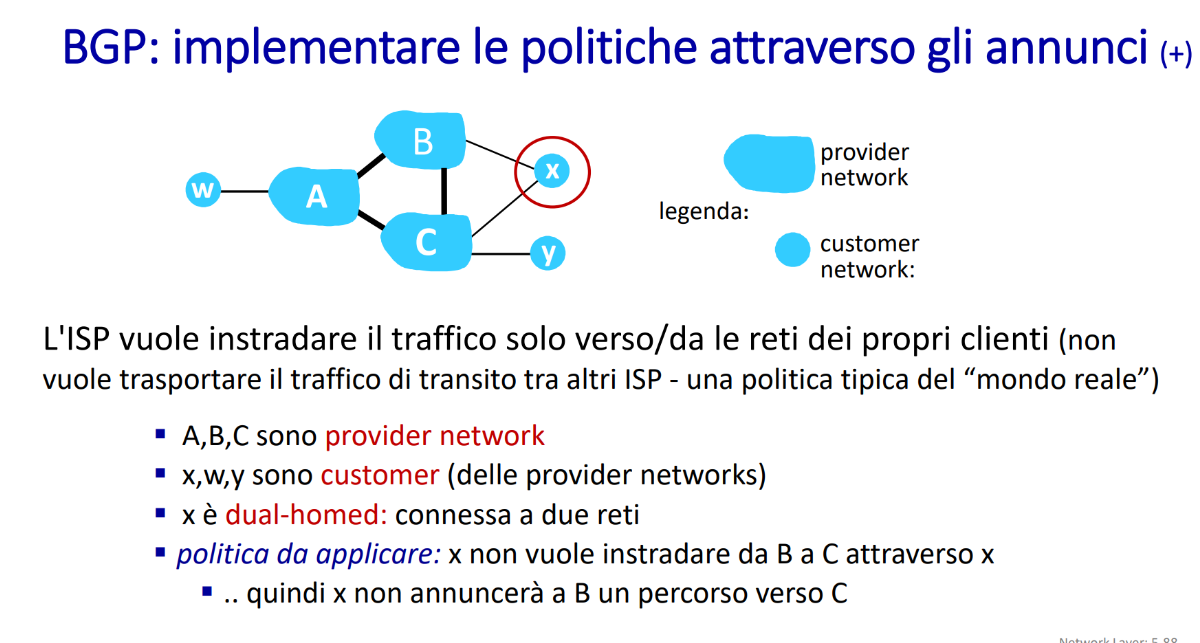 BGP: implementare le politiche attraverso gli annunci (+)
B
w
A
x
C
y
provider
network
legenda:
customer
network:
L'ISP vuole instradare il traffico solo verso/da le reti dei propri clienti (non
vuole trasportare il traffico di transito tra altri ISP - una politica tipica del “mondo reale”)
▪ A,B,C sono provider network
▪ x,w,y sono customer (delle provider networks)
▪ x è dual-homed: connessa a due reti
▪ politica da applicare: x non vuole instradare da B a C attraverso x
▪ .. quindi x non annuncerà a B un percorso verso C
Network Layer: 5-88